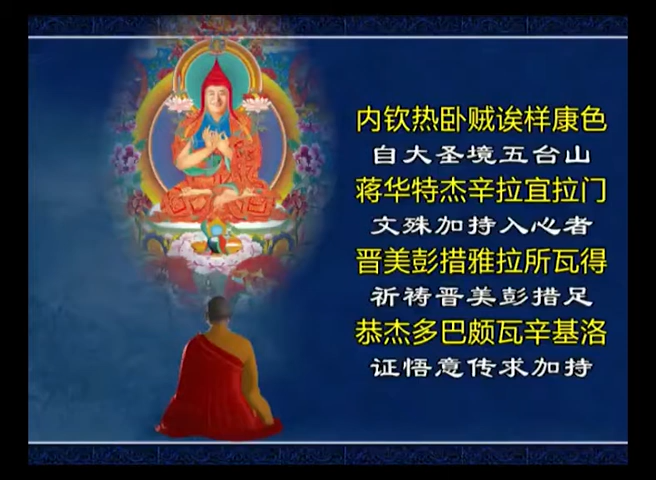 内钦热卧贼诶样康色
自大圣境五台山
蒋华特杰辛拉宜拉门
文殊加持入心者
晋美彭措雅拉所瓦得
祈祷晋美彭措足
恭杰多巴颇瓦辛基洛
证悟意传求加持